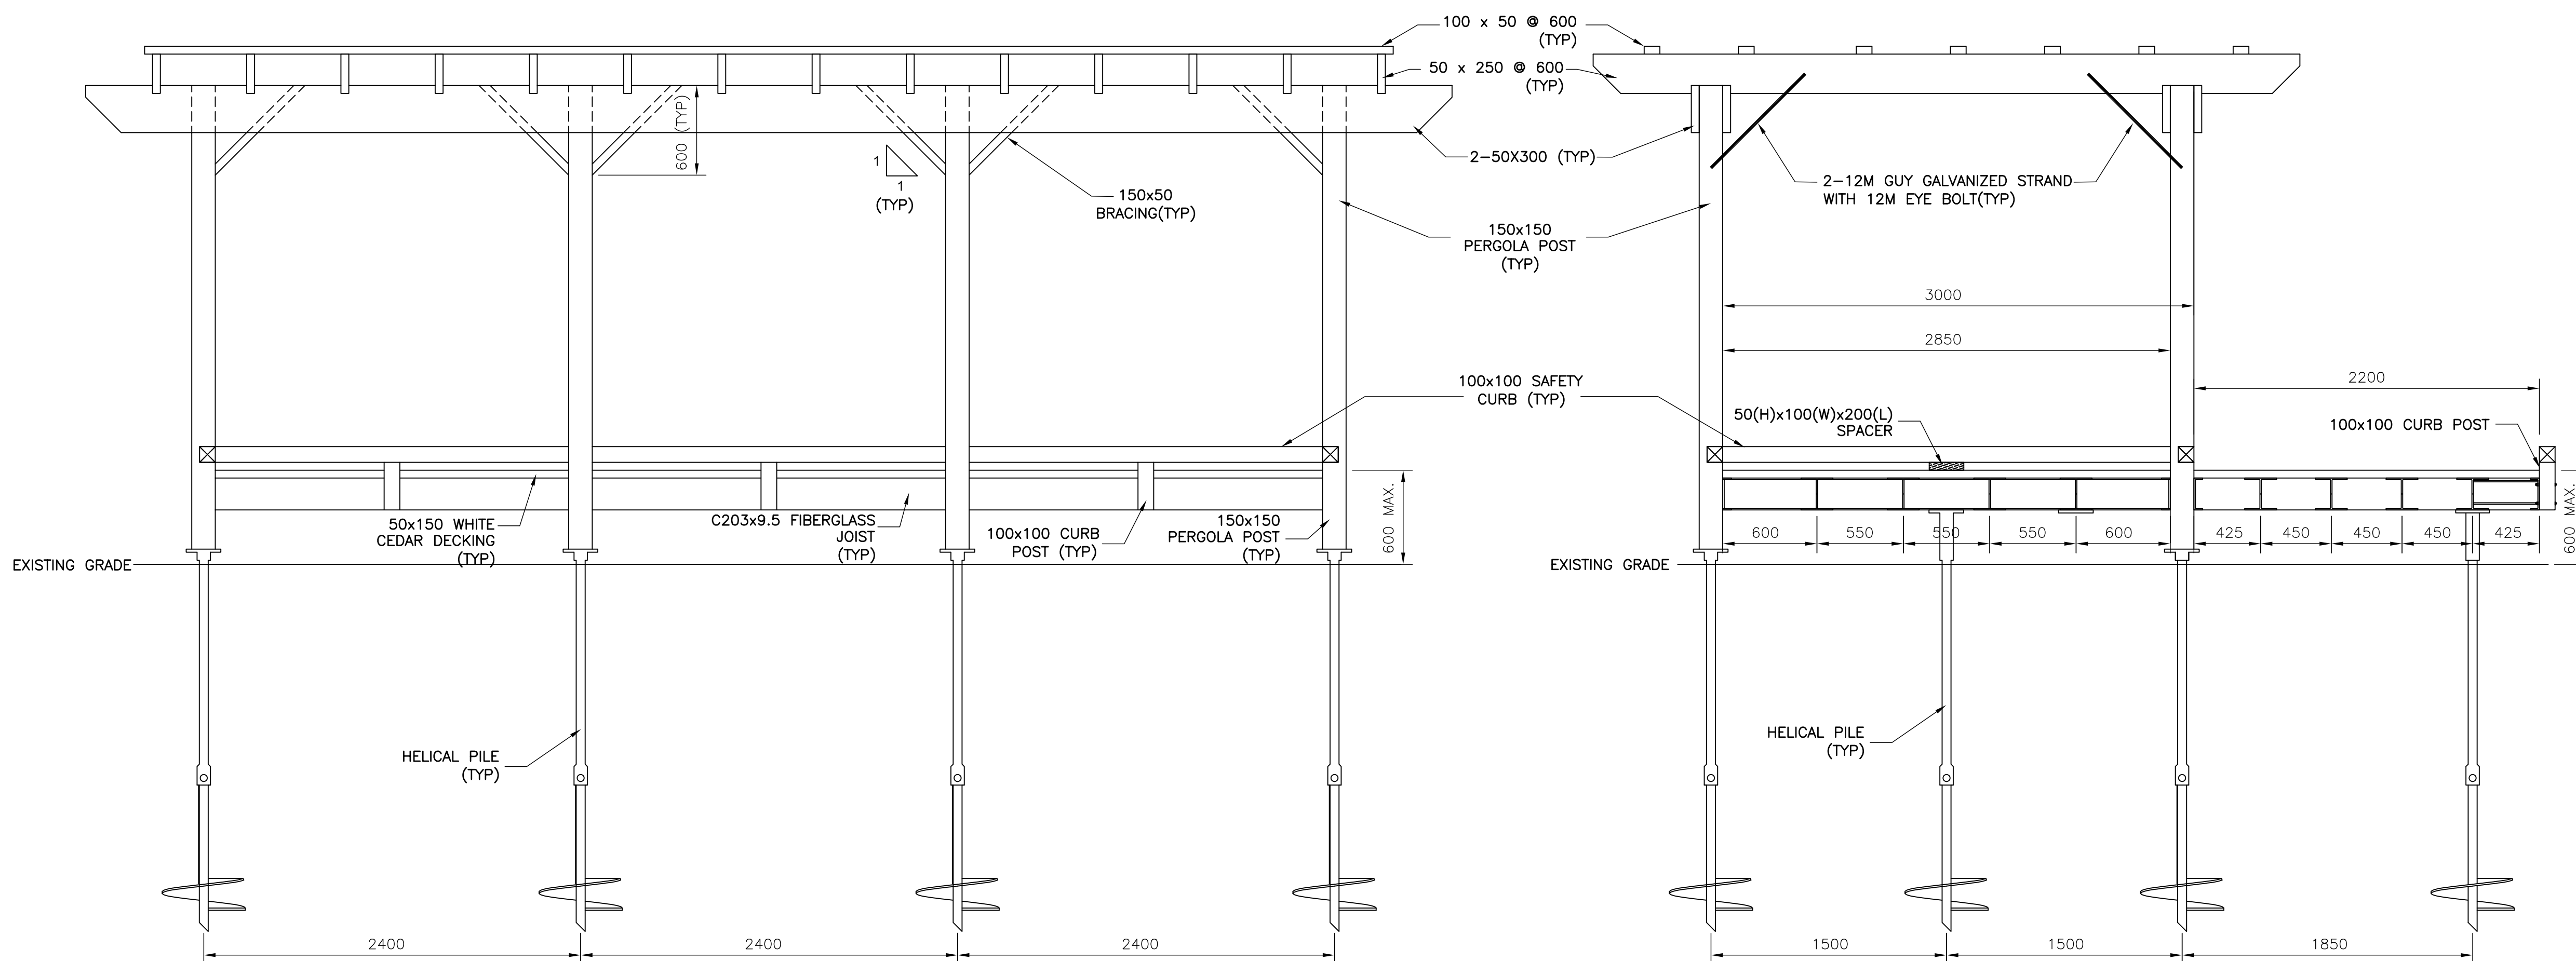 100 x 50 @ 600
(TYP)
50 x 250 @ 600
(TYP)
600 (TYP)
1
1
(TYP)
150x50
BRACING(TYP)
2-50X300 (TYP)
2-12M GUY GALVANIZED STRAND
WITH 12M EYE BOLT(TYP)
150x150
PERGOLA POST
(TYP)
3000
2850
2200
100x100 SAFETY
CURB (TYP)
50(H)x100(W)x200(L)
SPACER
100x100 CURB POST
50x150 WHITE
CEDAR DECKING
(TYP)
C203x9.5 FIBERGLASS
JOIST
(TYP)
100x100 CURB
POST (TYP)
150x150
PERGOLA POST
(TYP)
600 MAX.
600
550
550
550
600
425
450
450
450
425
600 MAX.
EXISTING GRADE
EXISTING GRADE
HELICAL PILE
(TYP)
HELICAL PILE
(TYP)
2400
2400
2400
1500
1500
1850